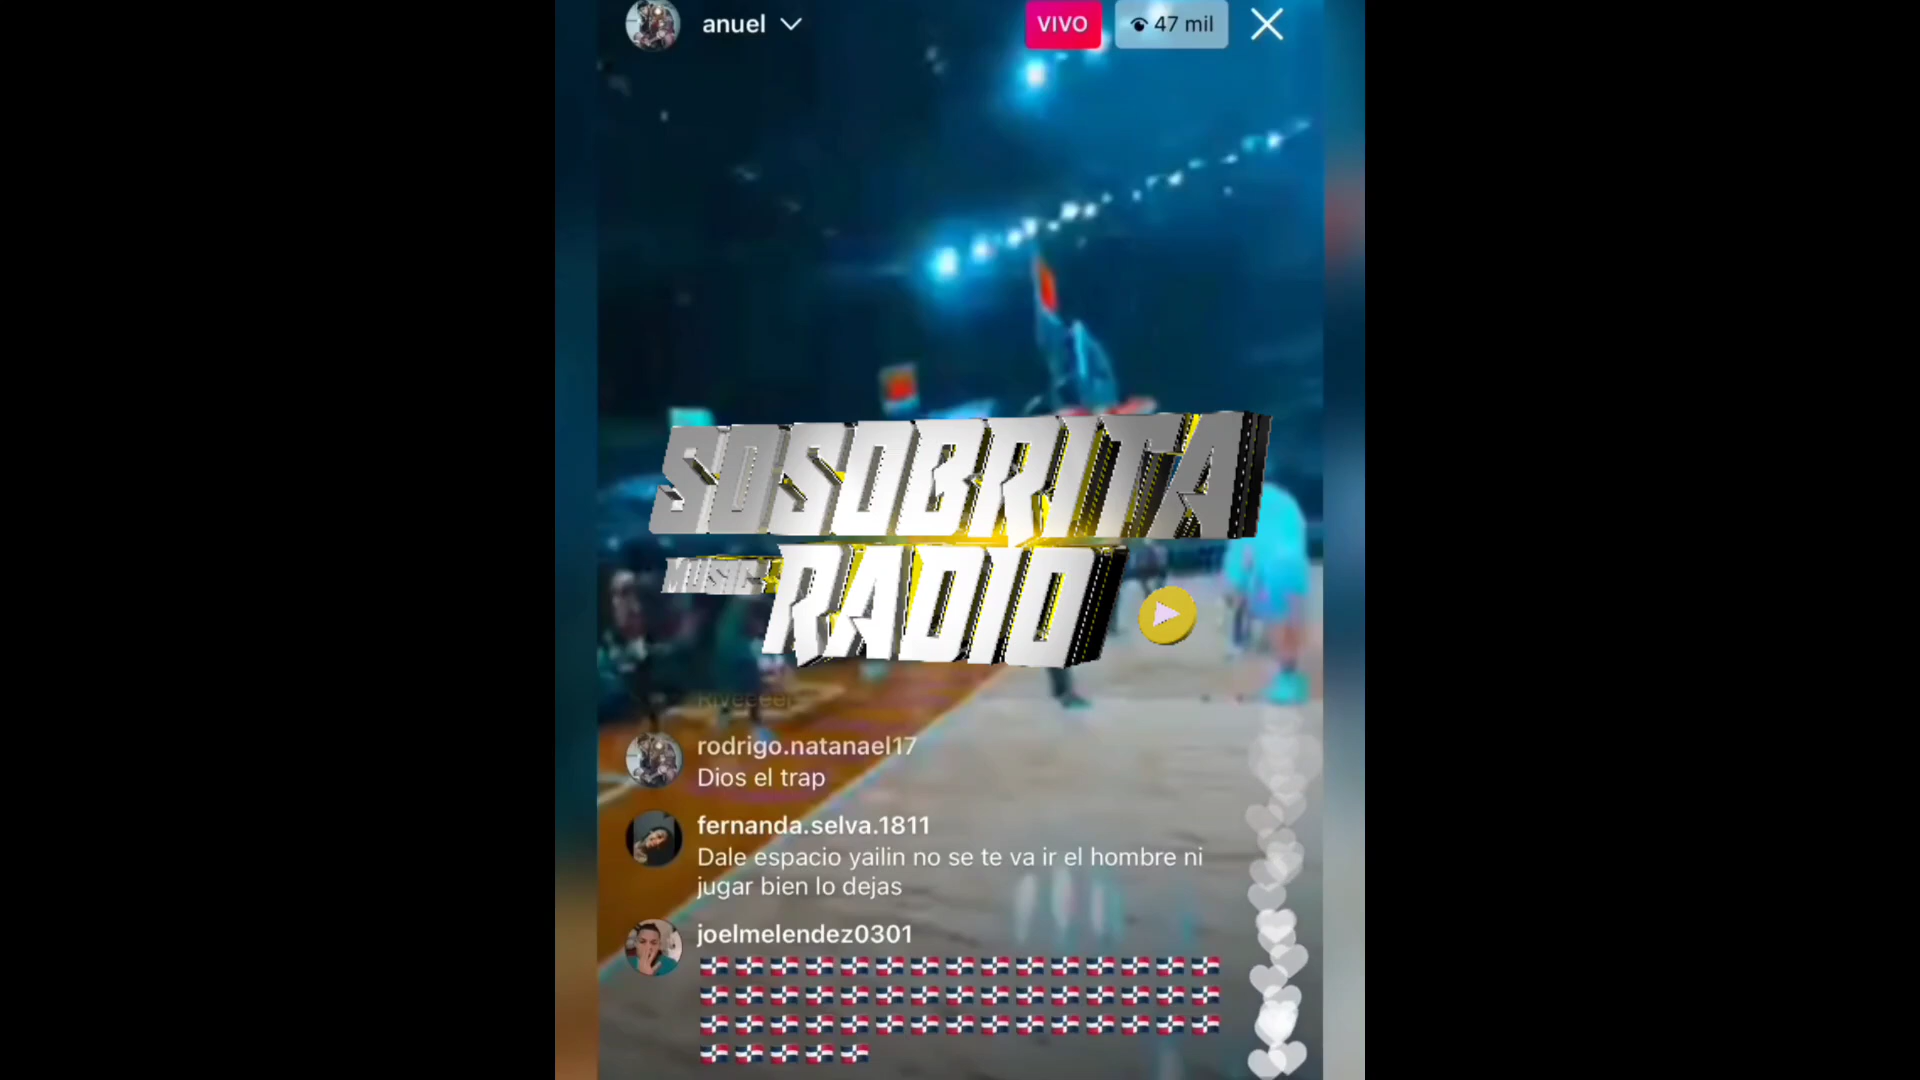 anuel
VIVO
47 mil
SOSOBRITA
MUSIC
RADIO
rodrigo.natanael17
Dios el trap
fernanda.selva.1811
Dale espacio yailin no se te va ir el hombre ni
jugar bien lo dejas
joelmelendez0301
🇩🇴🇩🇴🇩🇴🇩🇴🇩🇴🇩🇴🇩🇴🇩🇴🇩🇴🇩🇴🇩🇴🇩🇴🇩🇴🇩🇴🇩🇴
🇩🇴🇩🇴🇩🇴🇩🇴🇩🇴🇩🇴🇩🇴🇩🇴🇩🇴🇩🇴🇩🇴🇩🇴🇩🇴🇩🇴🇩🇴
🇩🇴🇩🇴🇩🇴🇩🇴🇩🇴🇩🇴🇩🇴🇩🇴🇩🇴🇩🇴🇩🇴🇩🇴🇩🇴🇩🇴🇩🇴
🇩🇴🇩🇴🇩🇴🇩🇴🇩🇴